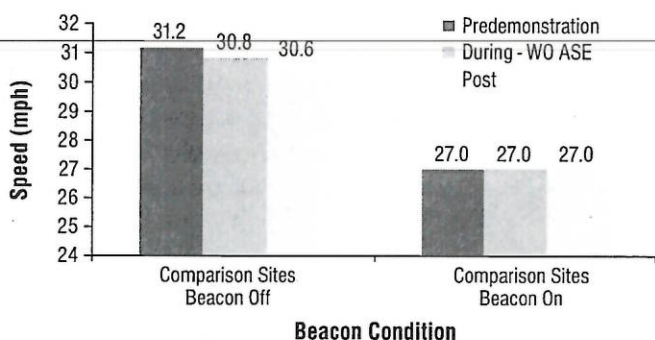 32
31
30
29
28
27
26
25
24
Speed (mph)
31.2
30.8
30.6
27.0
27.0
27.0
Predemonstration
During - WO ASE
Post
Comparison Sites
Beacon Off
Comparison Sites
Beacon On
Beacon Condition